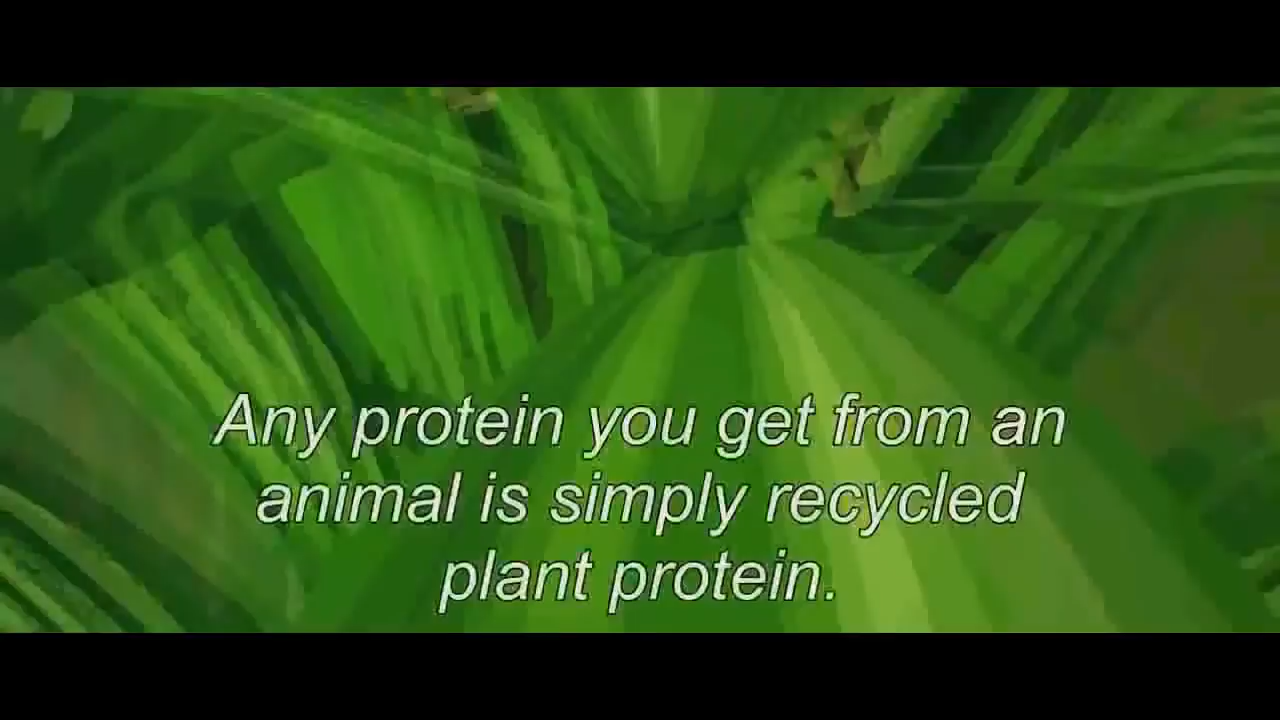 Any protein you get from an
animal is simply recycled
plant protein.